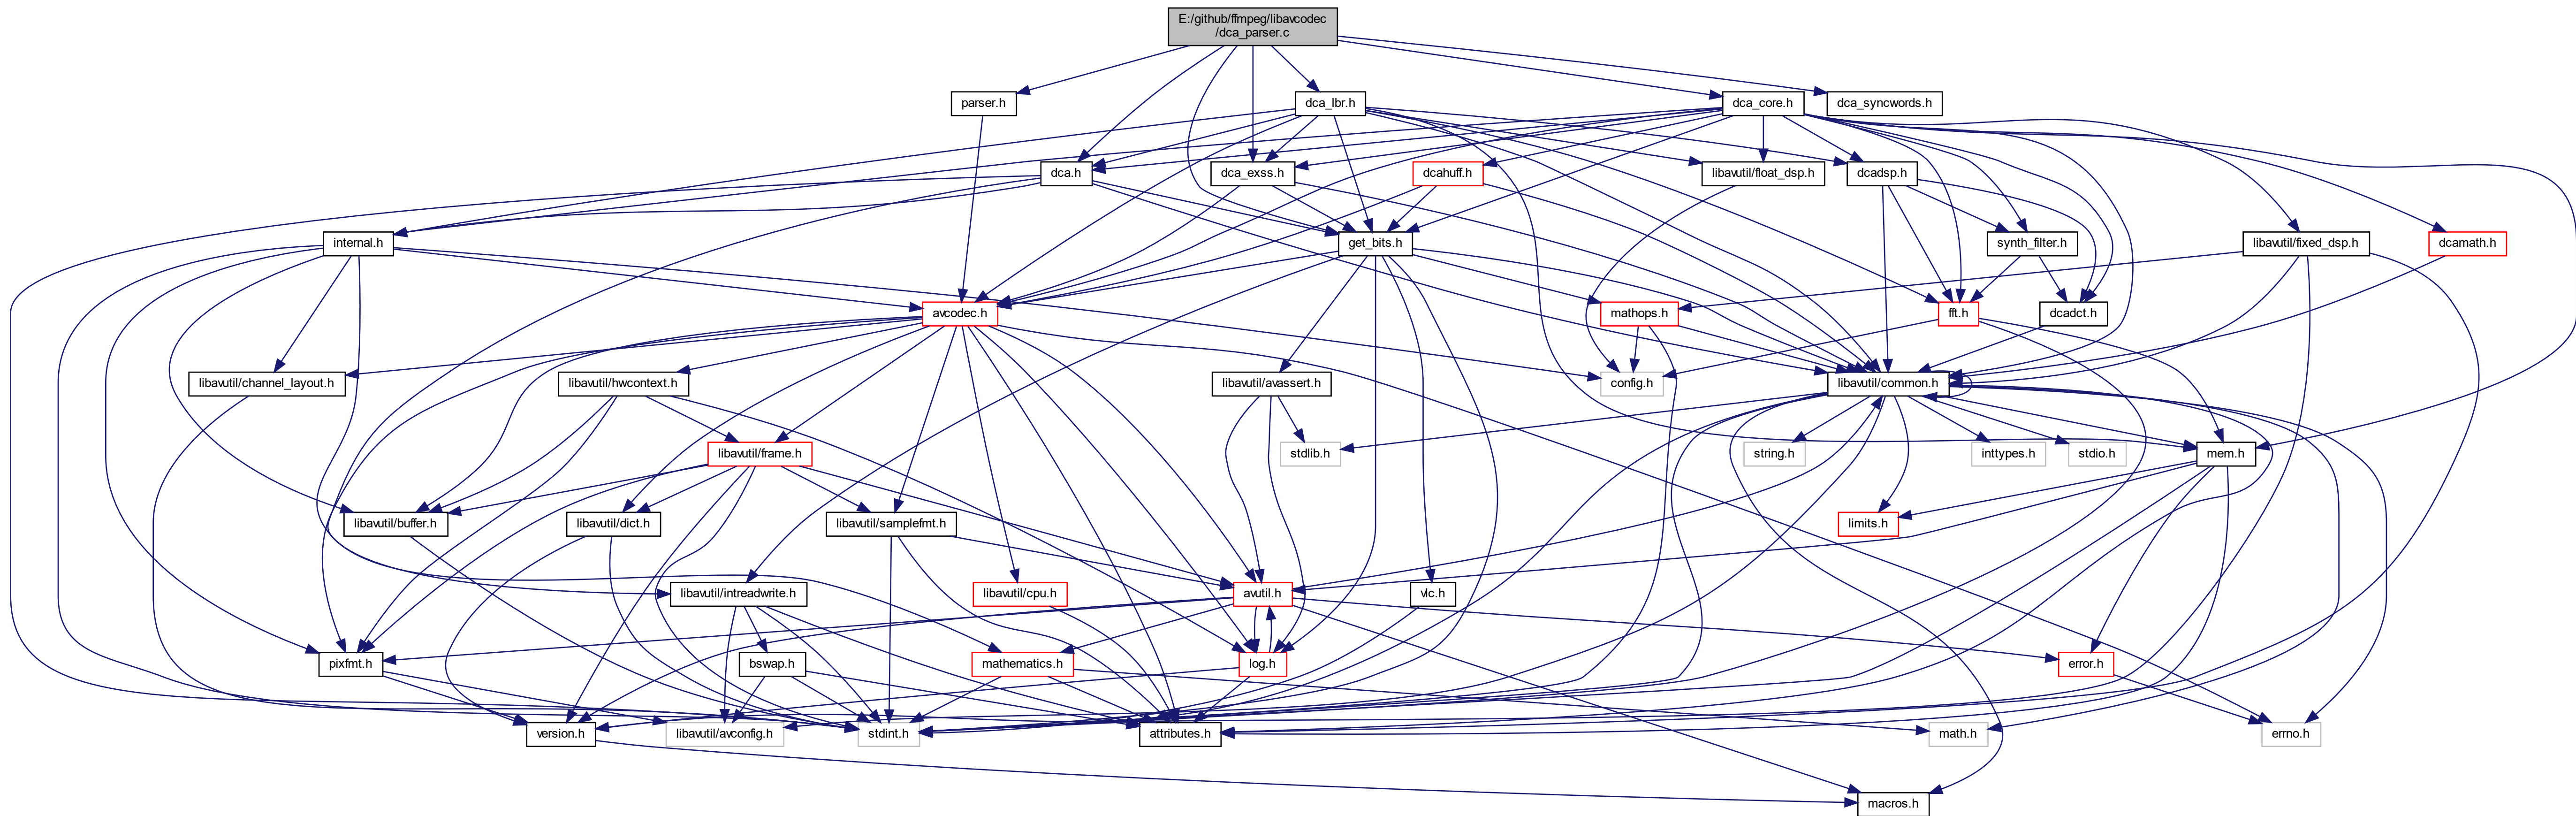 E:/github/ffmpeg/libavcodec
/dca_parser.c
parser.h
dca_lbr.h
dca_core.h
dca_syncwords.h
dca.h
dca_exss.h
dcahuff.h
libavutil/float_dsp.h
dcadsp.h
internal.h
get_bits.h
synth_filter.h
libavutil/fixed_dsp.h
dcamath.h
avcodec.h
mathops.h
fft.h
dcadct.h
libavutil/channel_layout.h
libavutil/hwcontext.h
libavutil/avassert.h
config.h
libavutil/common.h
libavutil/frame.h
stdlib.h
string.h
inttypes.h
stdio.h
mem.h
libavutil/buffer.h
libavutil/dict.h
libavutil/samplefmt.h
limits.h
libavutil/intreadwrite.h
libavutil/cpu.h
avutil.h
vlc.h
pixfmt.h
bswap.h
mathematics.h
log.h
error.h
version.h
libavutil/avconfig.h
stdint.h
attributes.h
math.h
errno.h
macros.h